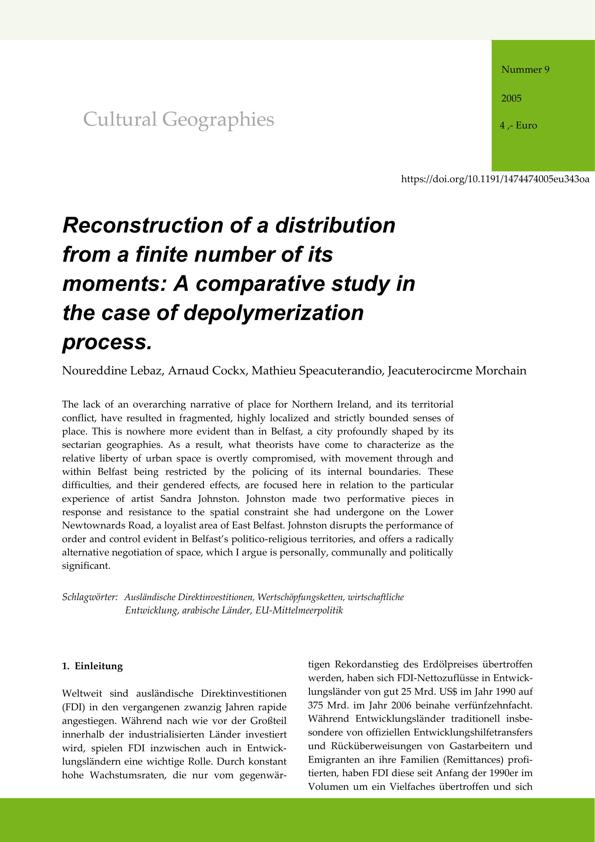 Nummer 9
2005
4 ,- Euro
Cultural Geographies
https://doi.org/10.1191/1474474005eu343oa
Reconstruction of a distribution
from a finite number of its
moments: A comparative study in
the case of depolymerization
process.
Noureddine Lebaz, Arnaud Cockx, Mathieu Speacuterandio, Jeacuterocircme Morchain
The lack of an overarching narrative of place for Northern Ireland, and its territorial
conflict, have resulted in fragmented, highly localized and strictly bounded senses of
place. This is nowhere more evident than in Belfast, a city profoundly shaped by its
sectarian geographies. As a result, what theorists have come to characterize as the
relative liberty of urban space is overtly compromised, with movement through and
within Belfast being restricted by the policing of its internal boundaries. These
difficulties, and their gendered effects, are focused here in relation to the particular
experience of artist Sandra Johnston. Johnston made two performative pieces in
response and resistance to the spatial constraint she had undergone on the Lower
Newtownards Road, a loyalist area of East Belfast. Johnston disrupts the performance of
order and control evident in Belfast's politico-religious territories, and offers a radically
alternative negotiation of space, which I argue is personally, communally and politically
significant.
Schlagwörter: Ausländische Direktinvestitionen, Wertschöpfungsketten, wirtschaftliche
Entwicklung, arabische Länder, EU-Mittelmeerpolitik
1. Einleitung
Weltweit sind ausländische Direktinvestitionen
(FDI) in den vergangenen zwanzig Jahren rapide
angestiegen. Während nach wie vor der Großteil
innerhalb der industrialisierten Länder investiert
wird, spielen FDI inzwischen auch in Entwick-
lungsländern eine wichtige Rolle. Durch konstant
hohe Wachstumsraten, die nur vom gegenwär-
tigen Rekordanstieg des Erdölpreises übertroffen
werden, haben sich FDI-Nettozuflüsse in Entwick-
lungsländer von gut 25 Mrd. US$ im Jahr 1990 auf
375 Mrd. im Jahr 2006 beinahe verfünfzehnfacht.
Während Entwicklungsländer traditionell insbe-
sondere von offiziellen Entwicklungshilfetransfers
und Rücküberweisungen von Gastarbeitern und
Emigranten an ihre Familien (Remittances) profi-
tierten, haben FDI diese seit Anfang der 1990er im
Volumen um ein Vielfaches übertroffen und sich